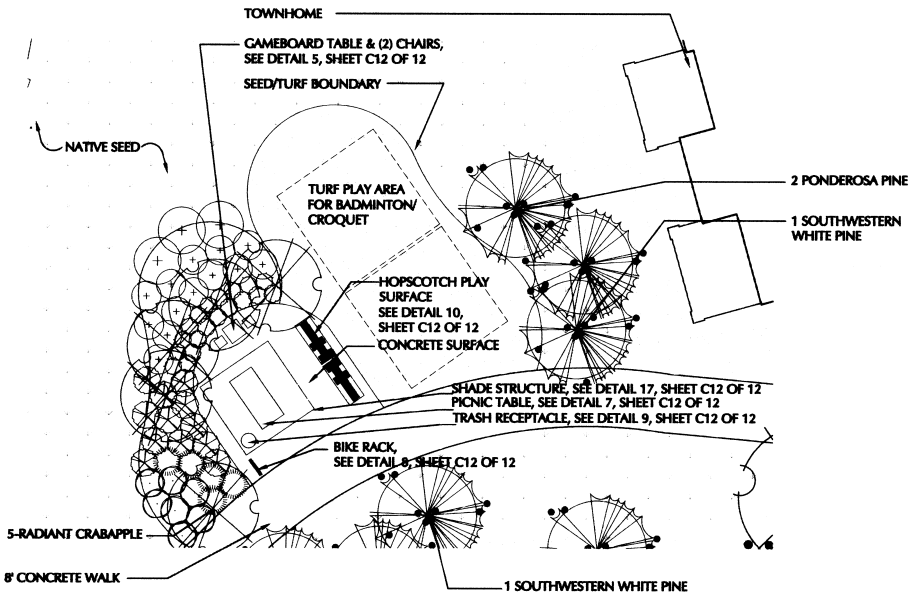 TOWNHOME
GAMEBOARD TABLE & (2) CHAIRS,
SEE DETAIL 5, SHEET C12 OF 12
SEED/TURF BOUNDARY
NATIVE SEED
TURF PLAY AREA
FOR BADMINTON/
CROQUET
2 PONDEROSA PINE
1 SOUTHWESTERN
WHITE PINE
HOPSCOTCH PLAY
SURFACE
SEE DETAIL 10,
SHEET C12 OF 12
CONCRETE SURFACE
SHADE STRUCTURE, SEE DETAIL 17, SHEET C12 OF 12
PICNIC TABLE, SEE DETAIL 7, SHEET C12 OF 12
TRASH RECEPTACLE, SEE DETAIL 9, SHEET C12 OF 12
BIKE RACK,
SEE DETAIL 8, SHEET C12 OF 12
5-RADIANT CRABAPPLE
8' CONCRETE WALK
1 SOUTHWESTERN WHITE PINE